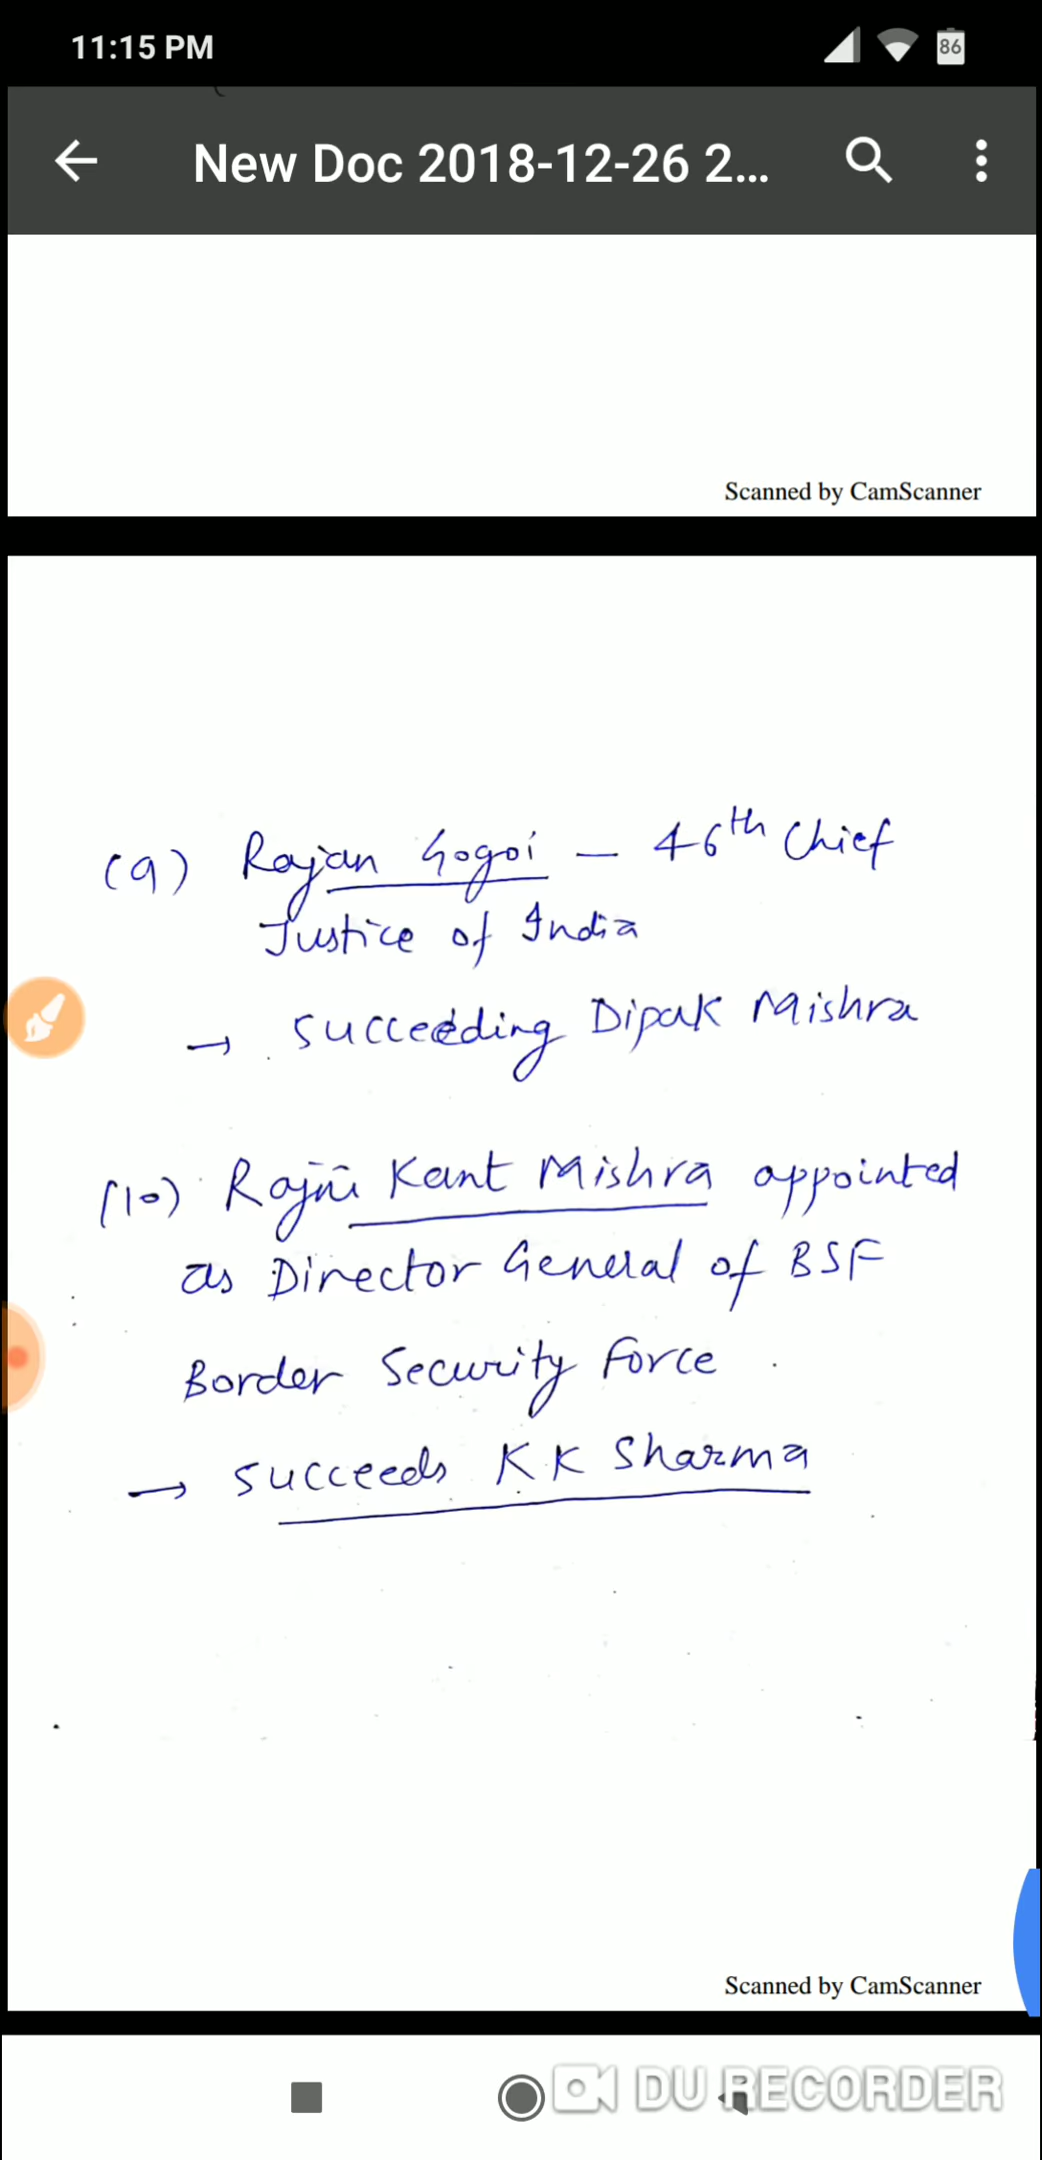 11:15 PM
86
New Doc 2018-12-26 2...
Scanned by CamScanner
(9) Rajan Gogoi — 46th Chief
Justice of India
→ succeeding Dipak Mishra
(10) Rajni Kant Mishra appointed
as Director General of BSF
Border Security Force
→ succeeds K K Sharma
Scanned by CamScanner
DU RECORDER